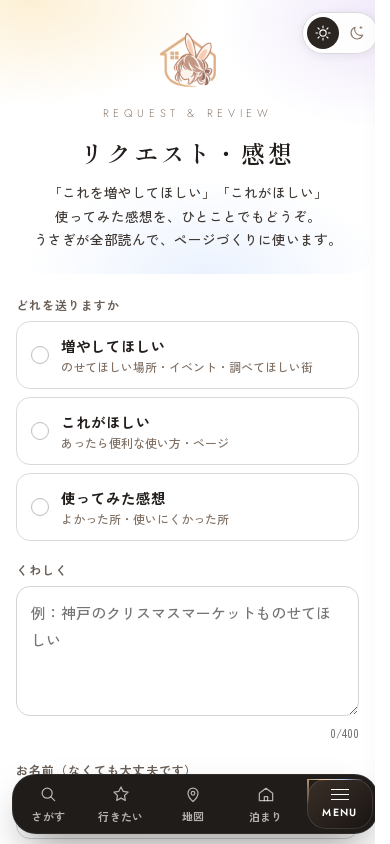 REQUEST & REVIEW
リクエスト・感想
「これを増やしてほしい」「これがほしい」
使ってみた感想を、ひとことでもどうぞ。
うさぎが全部読んで、ページづくりに使います。
どれを送りますか
増やしてほしい
のせてほしい場所・イベント・調べてほしい街
これがほしい
あったら便利な使い方・ページ
使ってみた感想
よかった所・使いにくかった所
くわしく
例：神戸のクリスマスマーケットものせてほ
しい
0/400
お名前（なくても大丈夫です）
さがす
行きたい
地図
泊まり
MENU